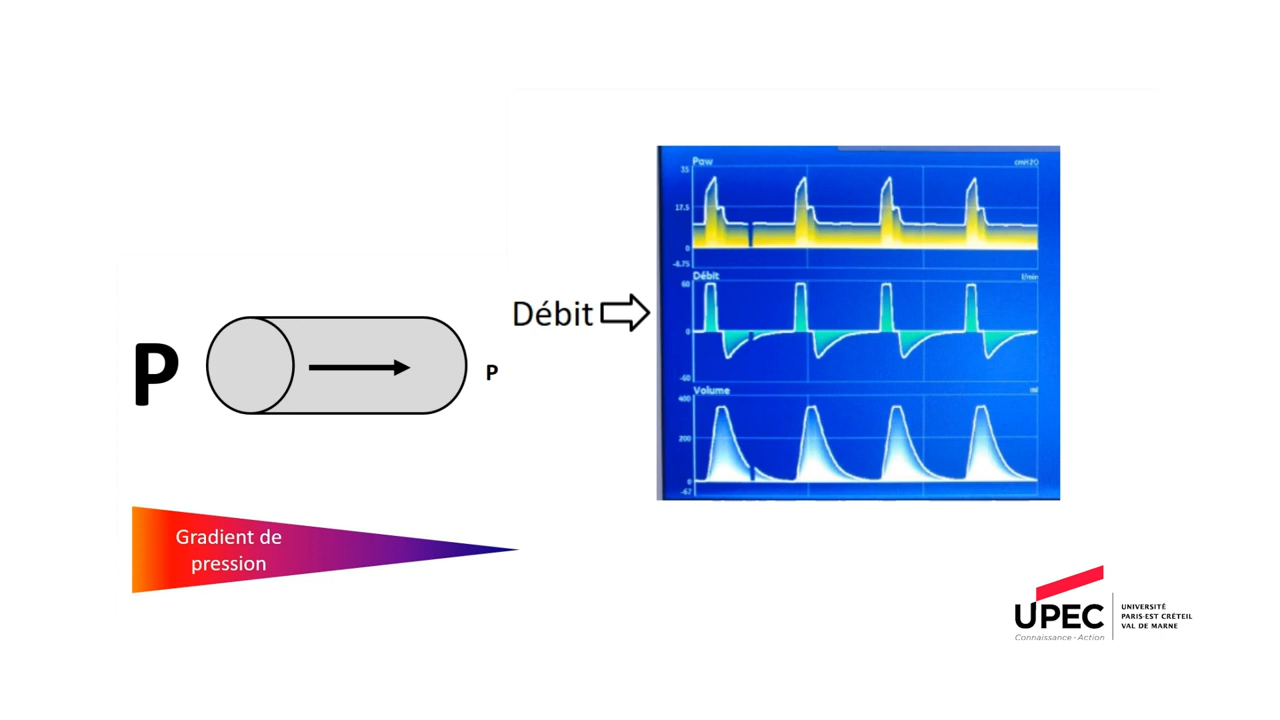 P
P
Gradient de
pression
Débit
Paw
cmH2O
35
17.5
0
-8.75
Débit
l/min
60
0
-60
Volume
ml
400
200
0
-67
UPEC
Connaissance - Action
UNIVERSITÉ
PARIS-EST CRÉTEIL
VAL DE MARNE